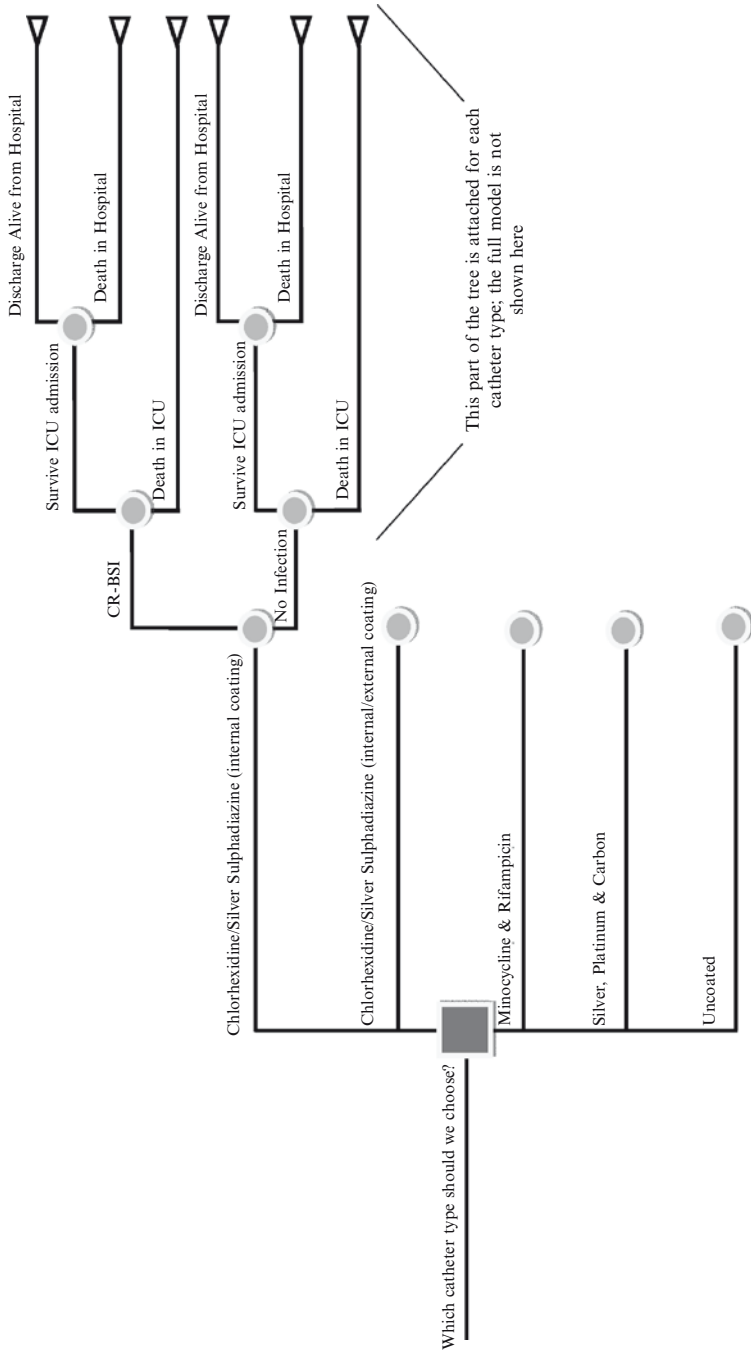 Which catheter type should we choose?
Chlorhexidine/Silver Sulphadiazine (internal coating)
CR-BSI
Survive ICU admission
Discharge Alive from Hospital
Death in Hospital
Death in ICU
No Infection
Survive ICU admission
Discharge Alive from Hospital
Death in Hospital
Death in ICU
Chlorhexidine/Silver Sulphadiazine (internal/external coating)
Minocycline & Rifampicin
Silver, Platinum & Carbon
Uncoated
This part of the tree is attached for each
catheter type; the full model is not
shown here